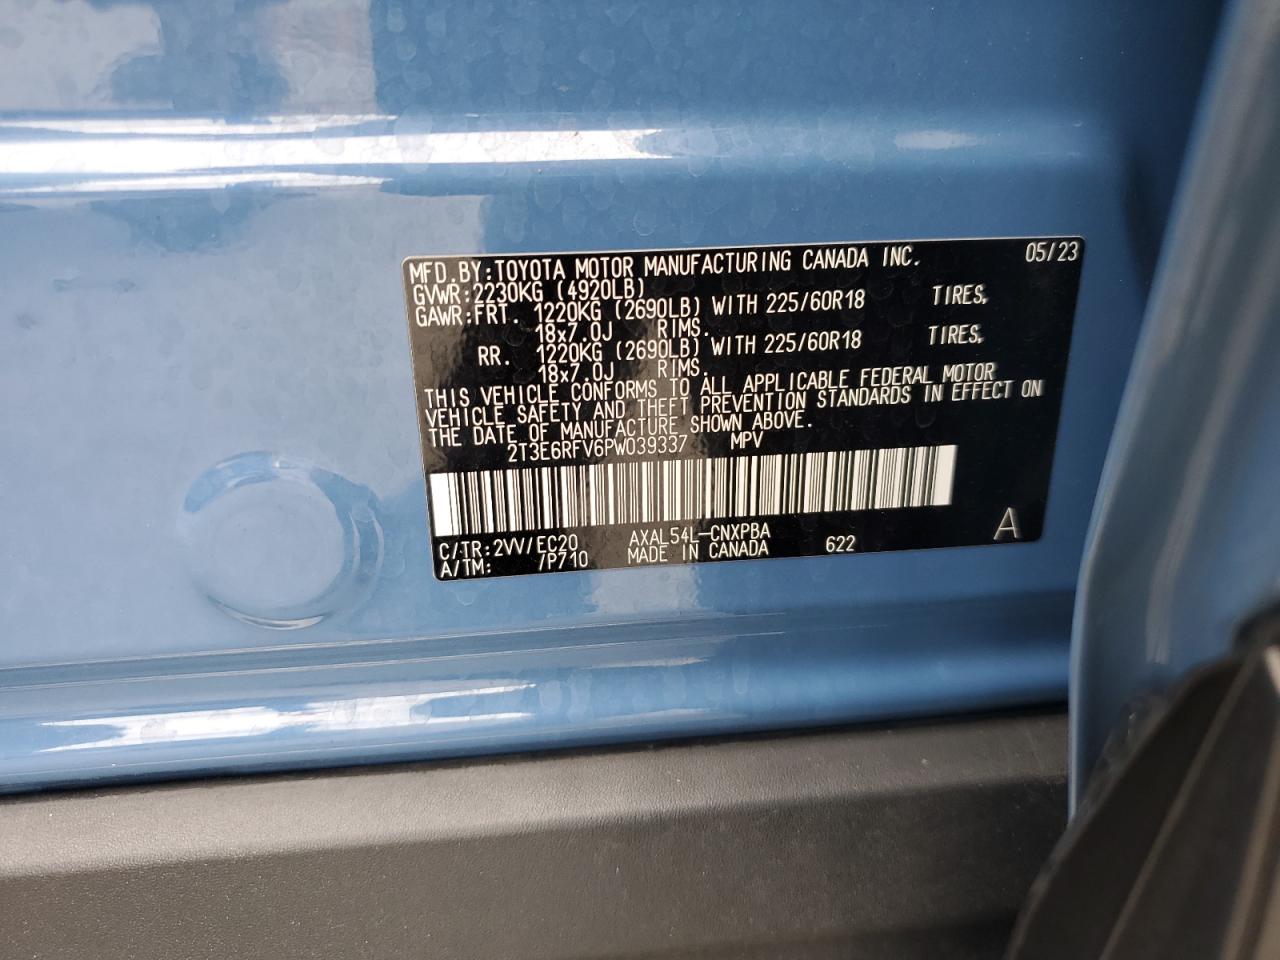 MFD.BY:TOYOTA MOTOR MANUFACTURING CANADA INC. 05/23
GVWR:2230KG (4920LB)
GAWR:FRT. 1220KG (2690LB) WITH 225/60R18 TIRES,
18x7.0J RIMS.
RR. 1220KG (2690LB) WITH 225/60R18 TIRES,
18x7.0J RIMS.
THIS VEHICLE CONFORMS TO ALL APPLICABLE FEDERAL MOTOR
VEHICLE SAFETY AND THEFT PREVENTION STANDARDS IN EFFECT ON
THE DATE OF MANUFACTURE SHOWN ABOVE.
2T3E6RFV6PW039337 MPV
C/TR:2VV/EC20 AXAL54L-CNXPBA A
A/TM: /P710 MADE IN CANADA 622